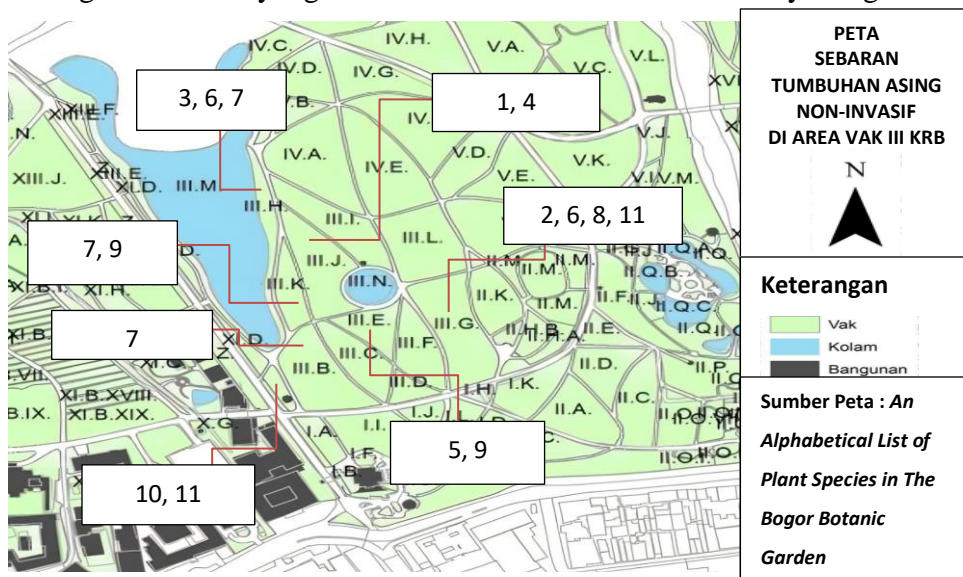 PETA
SEBARAN
TUMBUHAN ASING
NON-INVASIF
DI AREA VAK III KRB
N
Keterangan
Vak
Kolam
Bangunan
Sumber Peta : An
Alphabetical List of
Plant Species in The
Bogor Botanic
Garden
3, 6, 7
1, 4
2, 6, 8, 11
7, 9
7
5, 9
10, 11
IV.C.
IV.H.
V.A.
V.L.
IV.D.
IV.G.
V.C.
IV.A.
IV.E.
V.D.
V.J.
V.K.
V.E.
XIII.J.
III.M.
III.H.
III.I.
III.L.
III.J.
III.N.
III.K.
III.E.
III.G.
III.B.
III.C.
III.F.
III.D.
II.M.
II.M.
II.M.
II.K.
II.Q.B.
II.Q.C.
II.F.
II.E.
II.D.
II.C.
II.A.
I.H.
I.K.
I.J.
I.I.
I.A.
I.F.
I.B.
XI.H.
XI.B.XVIII.
XI.B.XIX.
X.G.